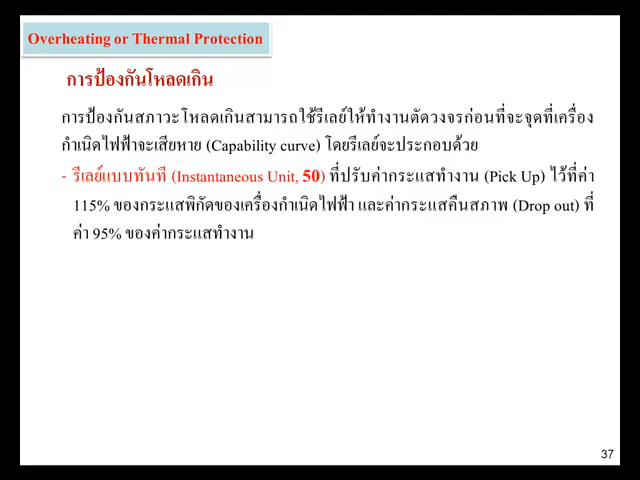 Overheating or Thermal Protection
การป้องกันโหลดเกิน
การป้องกันสภาวะโหลดเกินสามารถใช้รีเลย์ให้ทำงานตัดวงจรก่อนที่จะจุดที่เครื่อง
กำเนิดไฟฟ้าจะเสียหาย (Capability curve) โดยรีเลย์จะประกอบด้วย
- รีเลย์แบบทันที (Instantaneous Unit, 50) ที่ปรับค่ากระแสทำงาน (Pick Up) ไว้ที่ค่า
115% ของกระแสพิกัดของเครื่องกำเนิดไฟฟ้า และค่ากระแสคืนสภาพ (Drop out) ที่
ค่า 95% ของค่ากระแสทำงาน
37